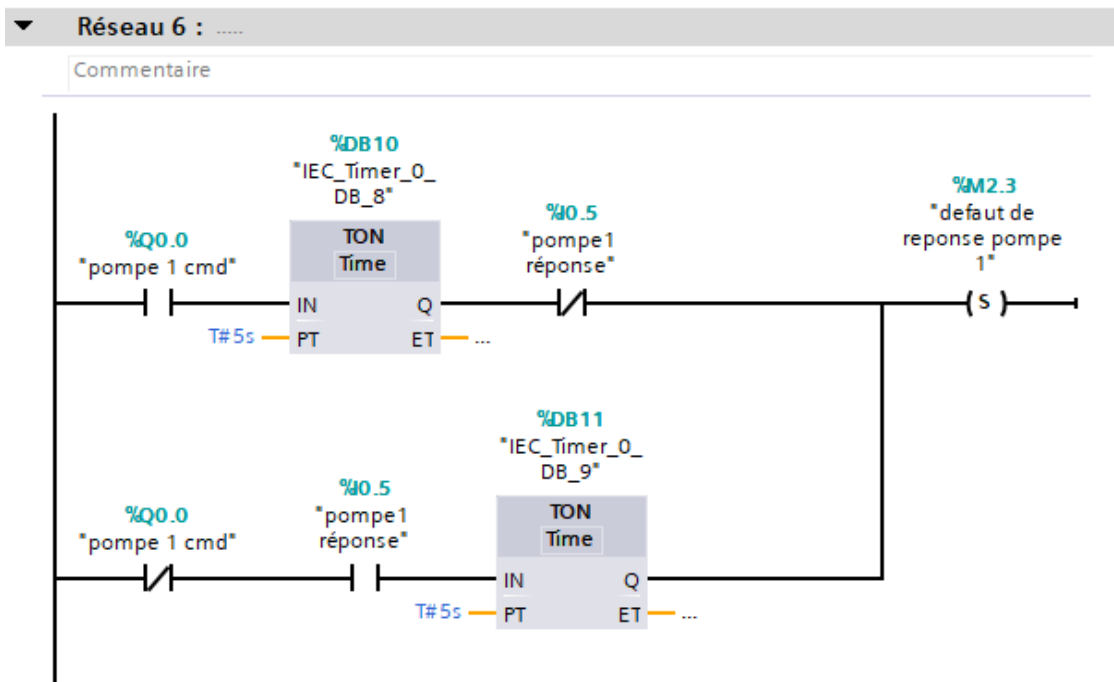 Réseau 6 : .....
Commentaire
%DB10
"IEC_Timer_0_
DB_8"
%Q0.0
"pompe 1 cmd"
TON
Time
IN
Q
T#5s
PT
ET
...
%I0.5
"pompe1
réponse"
%M2.3
"defaut de
reponse pompe
1"
( S )
%DB11
"IEC_Timer_0_
DB_9"
%Q0.0
"pompe 1 cmd"
%I0.5
"pompe1
réponse"
TON
Time
IN
Q
T#5s
PT
ET
...